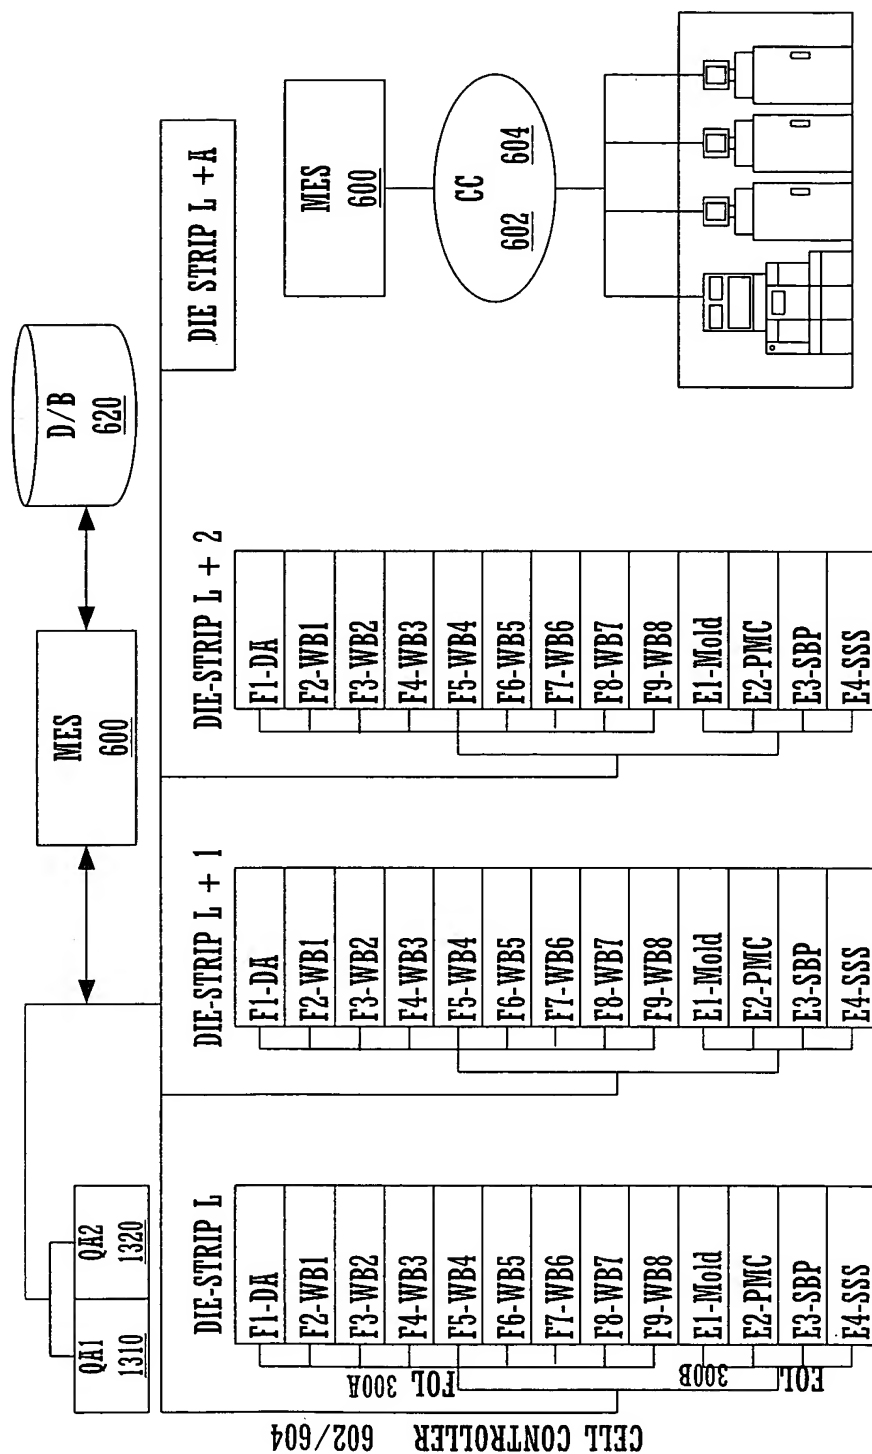 QA1
1310
QA2
1320
MES
600
D/B
620
CELL CONTROLLER 602/604
DIE-STRIP L
F1-DA
F2-WB1
F3-WB2
F4-WB3
F5-WB4
F6-WB5
F7-WB6
F8-WB7
F9-WB8
E1-Mold
E2-PMC
E3-SBP
E4-SSS
FOL 300A
300B
EOL
DIE-STRIP L + 1
F1-DA
F2-WB1
F3-WB2
F4-WB3
F5-WB4
F6-WB5
F7-WB6
F8-WB7
F9-WB8
E1-Mold
E2-PMC
E3-SBP
E4-SSS
DIE-STRIP L + 2
F1-DA
F2-WB1
F3-WB2
F4-WB3
F5-WB4
F6-WB5
F7-WB6
F8-WB7
F9-WB8
E1-Mold
E2-PMC
E3-SBP
E4-SSS
DIE STRIP L +A
MES
600
CC
602 604